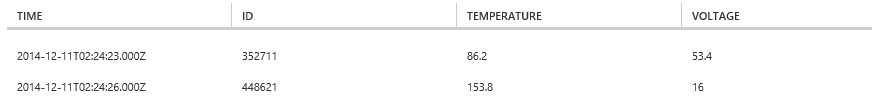 TIME ID TEMPERATURE VOLTAGE
2014-12-11T02:24:23.000Z 352711 86.2 53.4
2014-12-11T02:24:26.000Z 448621 153.8 16